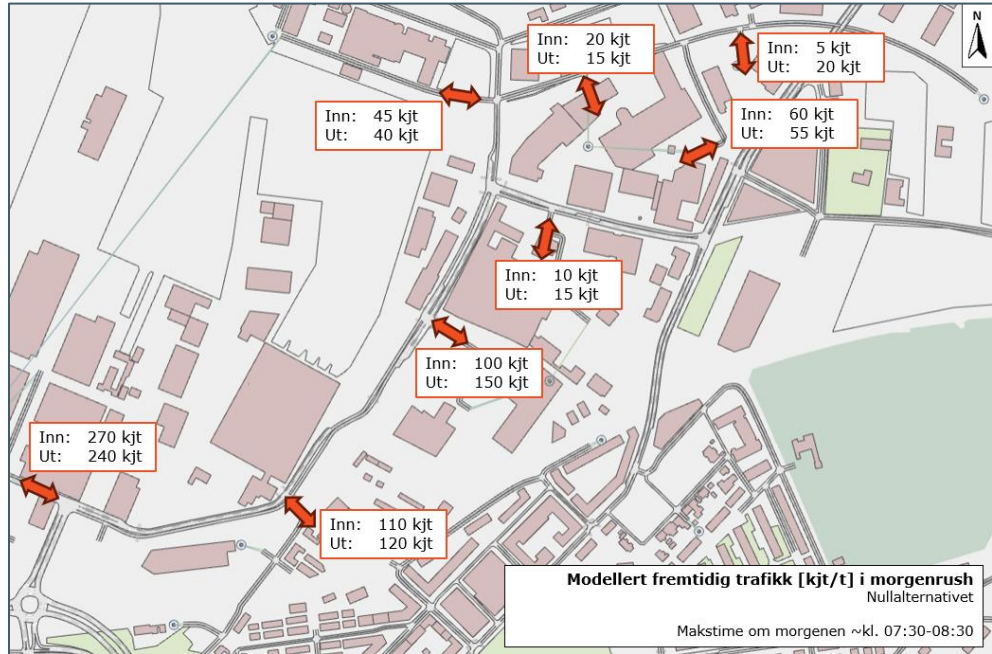 N
Inn: 20 kjt
Ut: 15 kjt
Inn: 5 kjt
Ut: 20 kjt
Inn: 45 kjt
Ut: 40 kjt
Inn: 60 kjt
Ut: 55 kjt
Inn: 10 kjt
Ut: 15 kjt
Inn: 100 kjt
Ut: 150 kjt
Inn: 270 kjt
Ut: 240 kjt
Inn: 110 kjt
Ut: 120 kjt
Modellert fremtidig trafikk [kjt/t] i morgenrush
Nullalternativet
Makstime om morgenen ~kl. 07:30-08:30